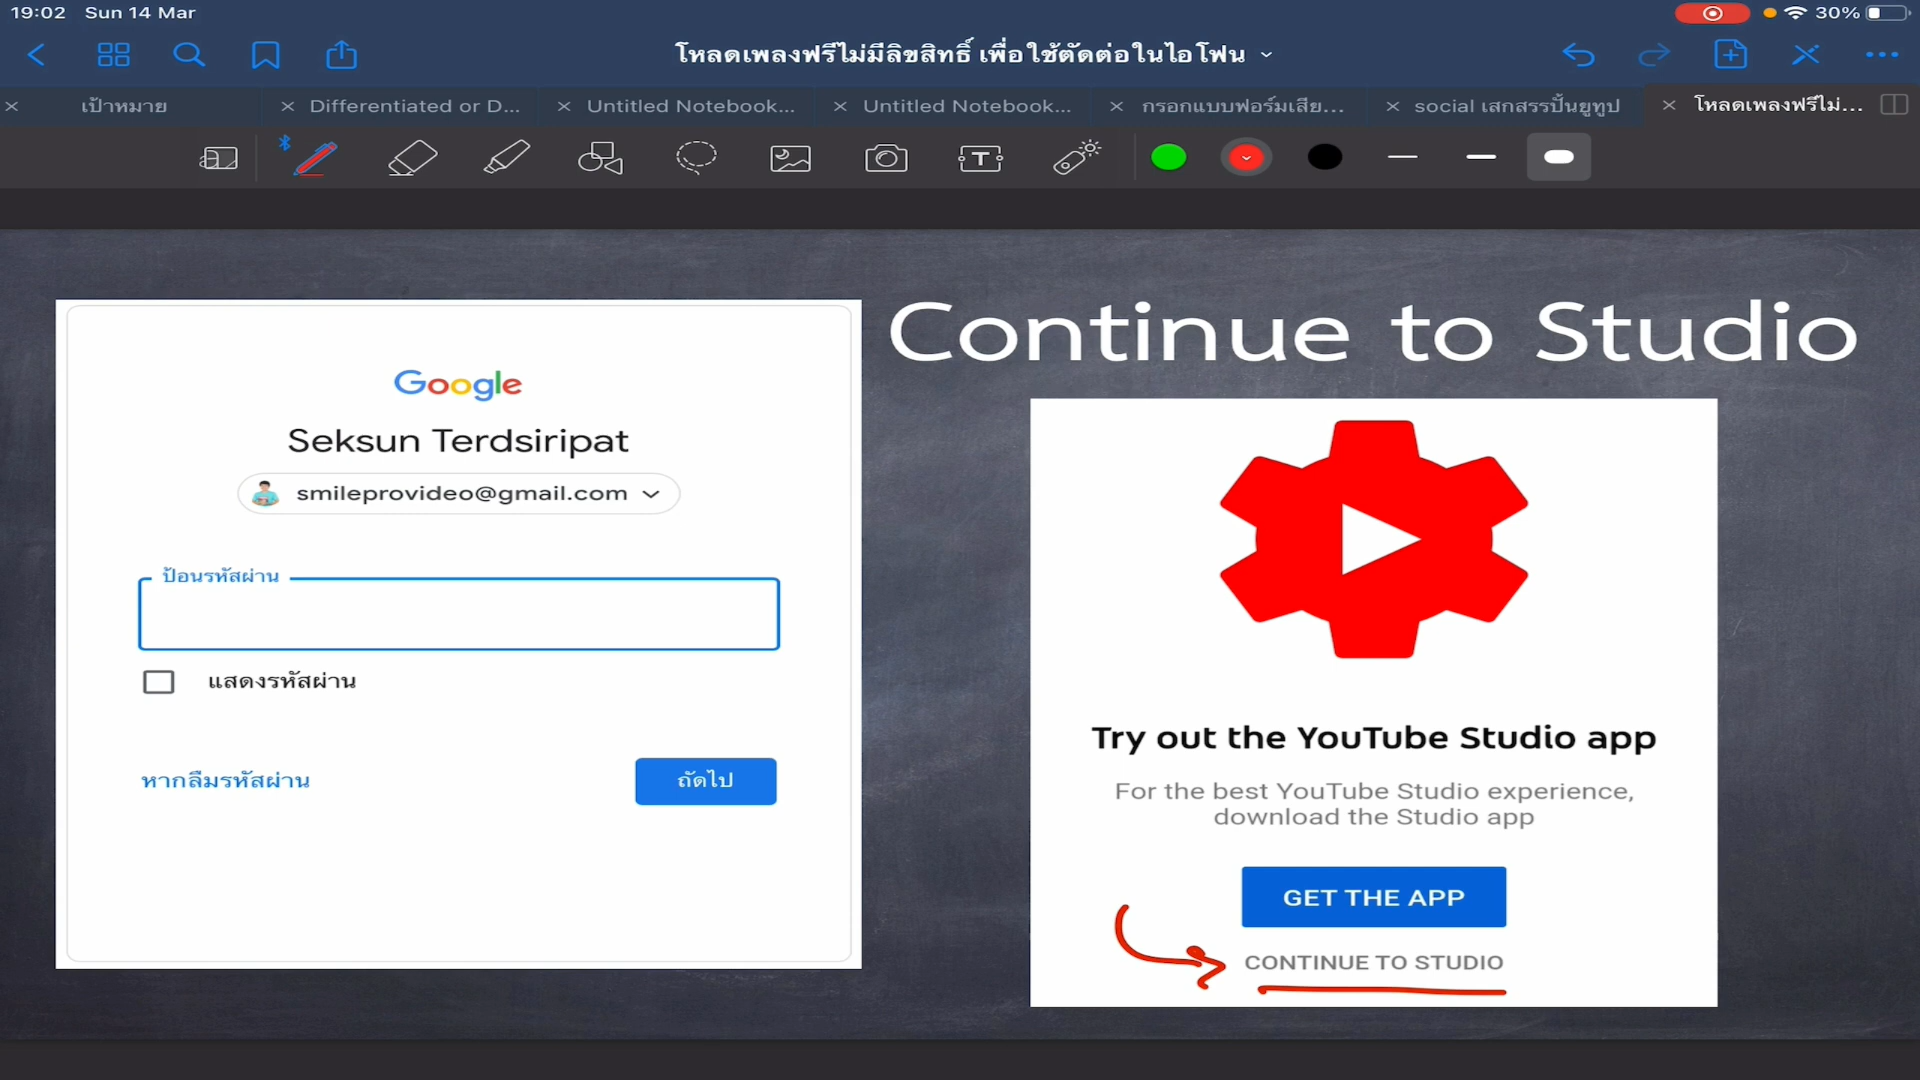 19:02 Sun 14 Mar
30%
โหลดเพลงฟรีไม่มีลิขสิทธิ์ เพื่อใช้ตัดต่อในไอโฟน
เป้าหมาย
Differentiated or D...
Untitled Notebook...
Untitled Notebook...
กรอกแบบฟอร์มเสีย...
social เสกสรรปั้นยูทูป
โหลดเพลงฟรีไม่...
T
Continue to Studio
Google
Seksun Terdsiripat
smileprovideo@gmail.com
ป้อนรหัสผ่าน
แสดงรหัสผ่าน
หากลืมรหัสผ่าน
ถัดไป
Try out the YouTube Studio app
For the best YouTube Studio experience,
download the Studio app
GET THE APP
CONTINUE TO STUDIO